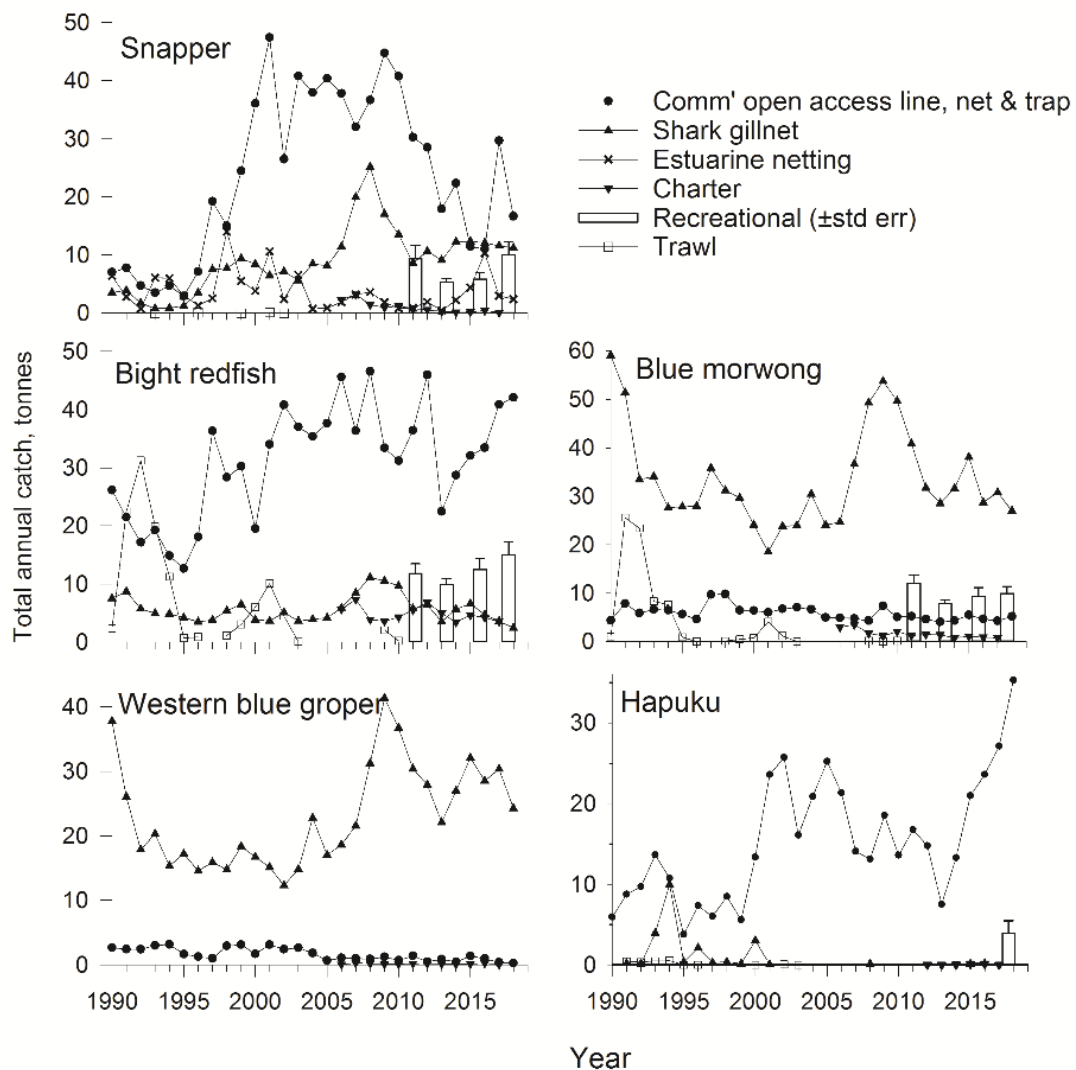 Snapper
50
40
30
20
10
0
Comm' open access line, net & trap
Shark gillnet
Estuarine netting
Charter
Recreational (±std err)
Trawl
Total annual catch, tonnes
Bight redfish
50
40
30
20
10
0
Blue morwong
60
50
40
30
20
10
0
Western blue groper
40
30
20
10
0
1990 1995 2000 2005 2010 2015
Hapuku
30
20
10
0
1990 1995 2000 2005 2010 2015
Year